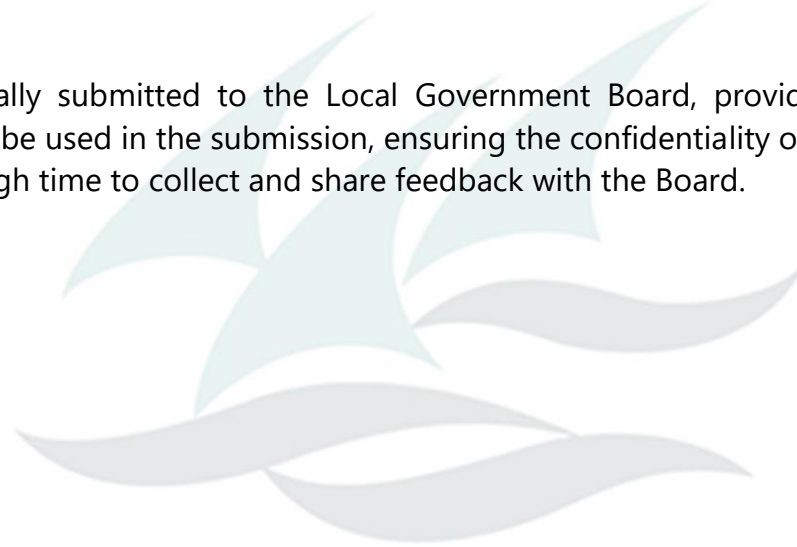 ally submitted to the Local Government Board, provid
be used in the submission, ensuring the confidentiality o
gh time to collect and share feedback with the Board.